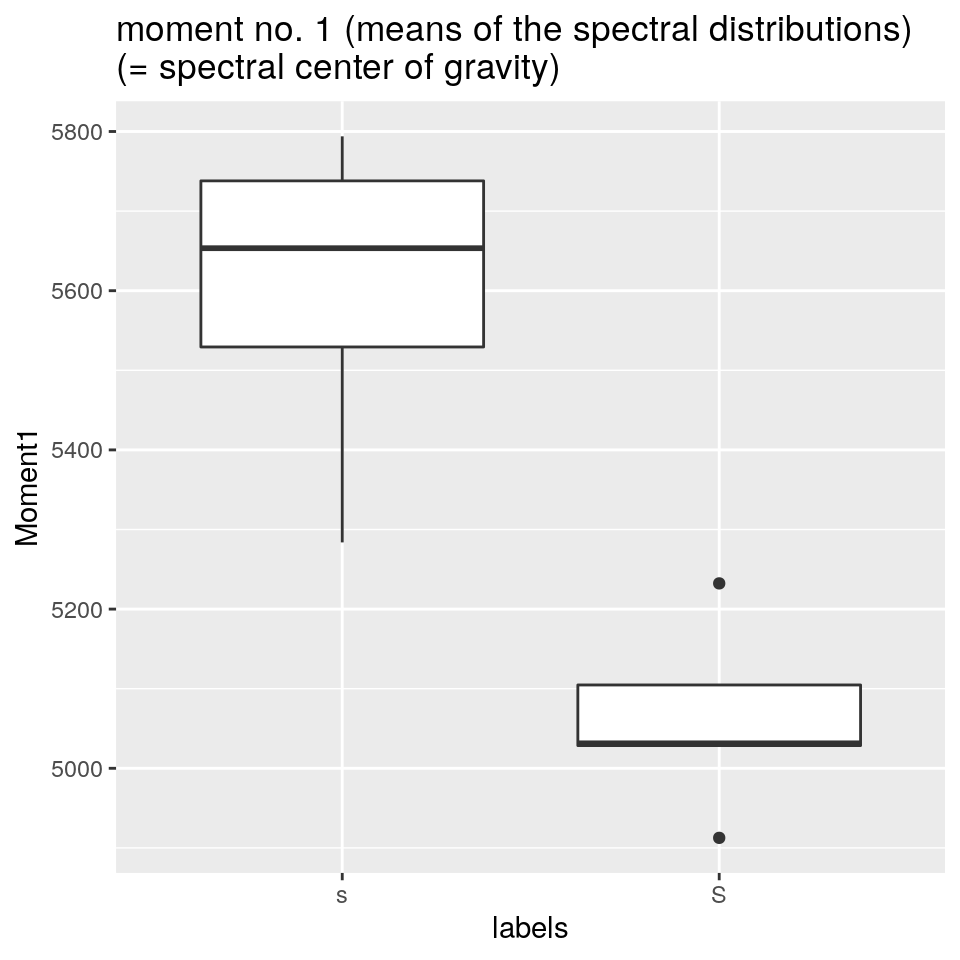 moment no. 1 (means of the spectral distributions)
(= spectral center of gravity)
5800
5600
5400
5200
5000
Moment1
s
S
labels